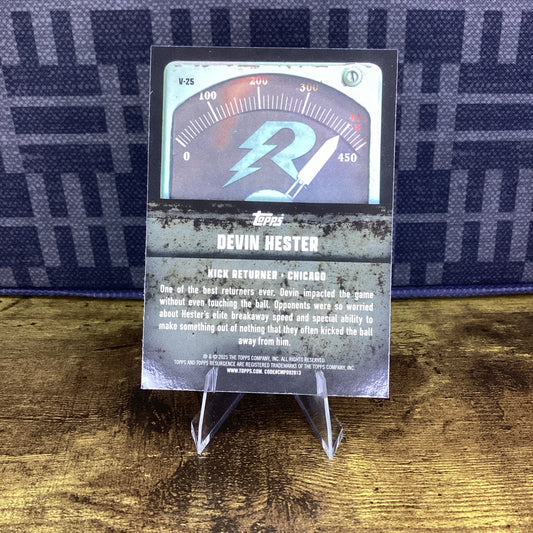 V-25
0
100
200
300
450
R
TOPPS
DEVIN HESTER
KICK RETURNER • CHICAGO
One of the best returners ever, Devin impacted the game
without even touching the ball. Opponents were so worried
about Hester's elite breakaway speed and special ability to
make something out of nothing that they often kicked the ball
away from him.
® & © 2025 THE TOPPS COMPANY, INC. ALL RIGHTS RESERVED.
TOPPS AND TOPPS RESURGENCE ARE REGISTERED TRADEMARKS OF THE TOPPS COMPANY, INC.
WWW.TOPPS.COM. CODE#CMP092013